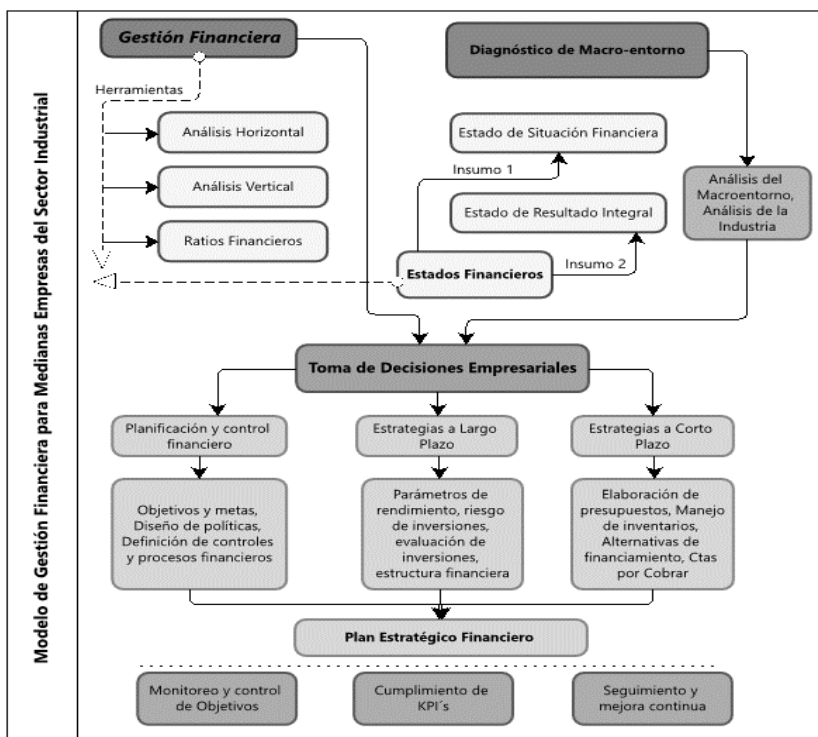 Modelo de Gestión Financiera para Medianas Empresas del Sector Industrial
Gestión Financiera
Diagnóstico de Macro-entorno
Herramientas
Análisis Horizontal
Análisis Vertical
Ratios Financieros
Estado de Situación Financiera
Insumo 1
Estado de Resultado Integral
Insumo 2
Estados Financieros
Análisis del
Macroentorno,
Análisis de la
Industria
Toma de Decisiones Empresariales
Planificación y control
financiero
Estrategias a Largo
Plazo
Estrategias a Corto
Plazo
Objetivos y metas,
Diseño de políticas,
Definición de controles
y procesos financieros
Parámetros de
rendimiento, riesgo
de inversiones,
evaluación de
inversiones,
estructura financiera
Elaboración de
presupuestos, Manejo
de inventarios,
Alternativas de
financiamiento, Ctas
por Cobrar
Plan Estratégico Financiero
Monitoreo y control
de Objetivos
Cumplimiento de
KPI´s
Seguimiento y
mejora continua